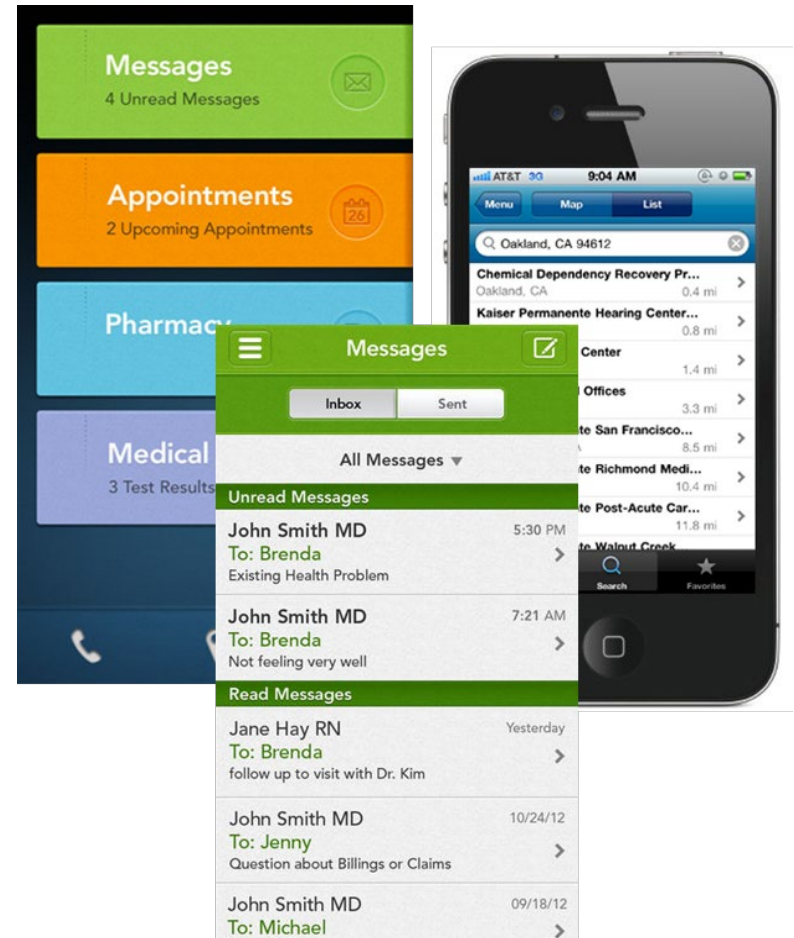 Messages
4 Unread Messages
Appointments
26
2 Upcoming Appointments
Pharmacy
Medical
3 Test Results
AT&T 3G 9:04 AM
Menu Map List
Oakland, CA 94612
Chemical Dependency Recovery Pr...
Oakland, CA 0.4 mi
Kaiser Permanente Hearing Center...
0.8 mi
Center
1.4 mi
Offices
3.3 mi
te San Francisco...
8.5 mi
te Richmond Medi...
10.4 mi
te Post-Acute Car...
11.8 mi
te Walnut Creek
Search Favorites
Messages
Inbox Sent
All Messages
Unread Messages
John Smith MD 5:30 PM
To: Brenda
Existing Health Problem
John Smith MD 7:21 AM
To: Brenda
Not feeling very well
Read Messages
Jane Hay RN Yesterday
To: Brenda
follow up to visit with Dr. Kim
John Smith MD 10/24/12
To: Jenny
Question about Billings or Claims
John Smith MD 09/18/12
To: Michael